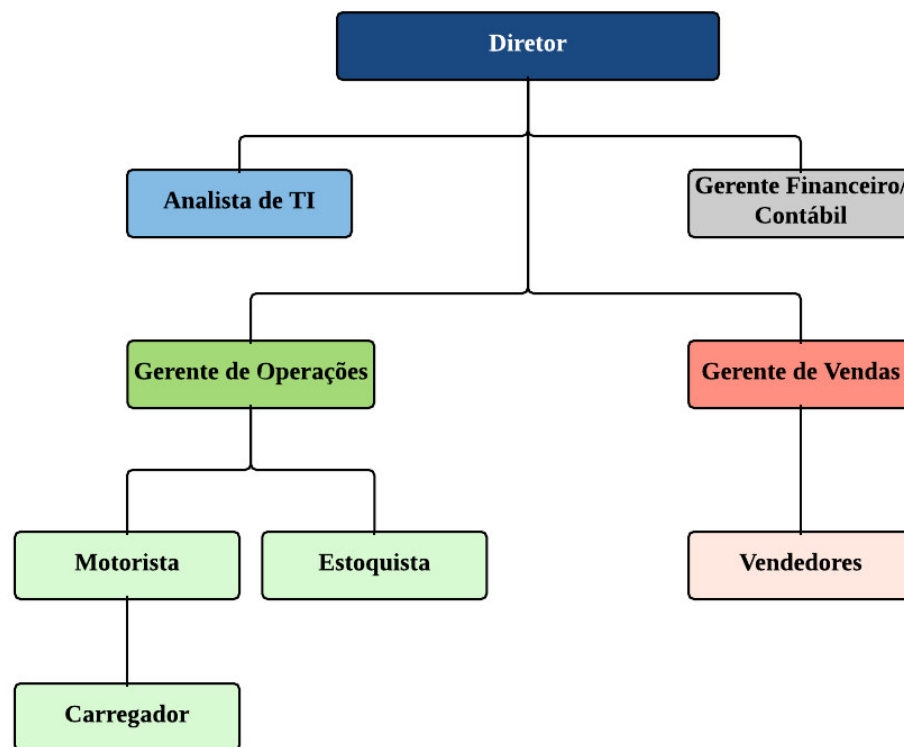 Diretor
Analista de TI
Gerente Financeiro/
Contábil
Gerente de Operações
Gerente de Vendas
Motorista
Estoquista
Vendedores
Carregador